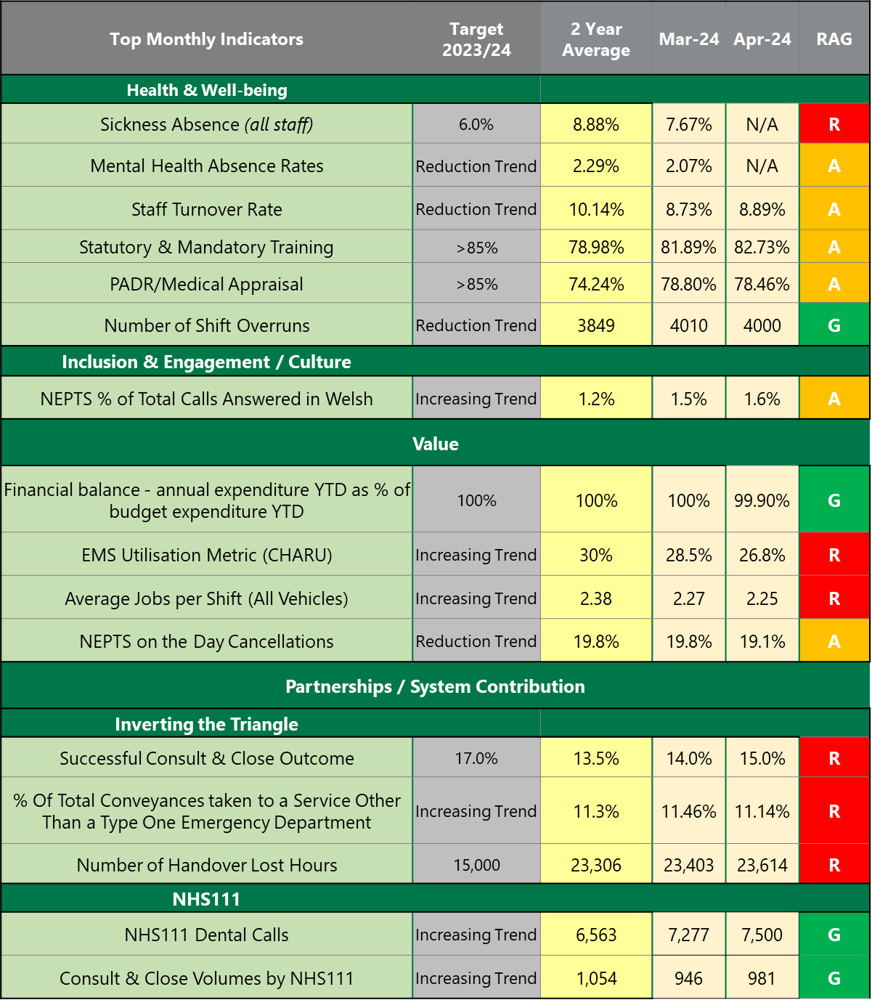 Top Monthly Indicators Target 2023/24 2 Year Average Mar-24 Apr-24 RAG
Health & Well-being
Sickness Absence (all staff) 6.0% 8.88% 7.67% N/A R
Mental Health Absence Rates Reduction Trend 2.29% 2.07% N/A A
Staff Turnover Rate Reduction Trend 10.14% 8.73% 8.89% A
Statutory & Mandatory Training >85% 78.98% 81.89% 82.73% A
PADR/Medical Appraisal >85% 74.24% 78.80% 78.46% A
Number of Shift Overruns Reduction Trend 3849 4010 4000 G
Inclusion & Engagement / Culture
NEPTS % of Total Calls Answered in Welsh Increasing Trend 1.2% 1.5% 1.6% A
Value
Financial balance - annual expenditure YTD as % of
budget expenditure YTD 100% 100% 100% 99.90% G
EMS Utilisation Metric (CHARU) Increasing Trend 30% 28.5% 26.8% R
Average Jobs per Shift (All Vehicles) Increasing Trend 2.38 2.27 2.25 R
NEPTS on the Day Cancellations Reduction Trend 19.8% 19.8% 19.1% A
Partnerships / System Contribution
Inverting the Triangle
Successful Consult & Close Outcome 17.0% 13.5% 14.0% 15.0% R
% Of Total Conveyances taken to a Service Other
Than a Type One Emergency Department Increasing Trend 11.3% 11.46% 11.14% R
Number of Handover Lost Hours 15,000 23,306 23,403 23,614 R
NHS111
NHS111 Dental Calls Increasing Trend 6,563 7,277 7,500 G
Consult & Close Volumes by NHS111 Increasing Trend 1,054 946 981 G